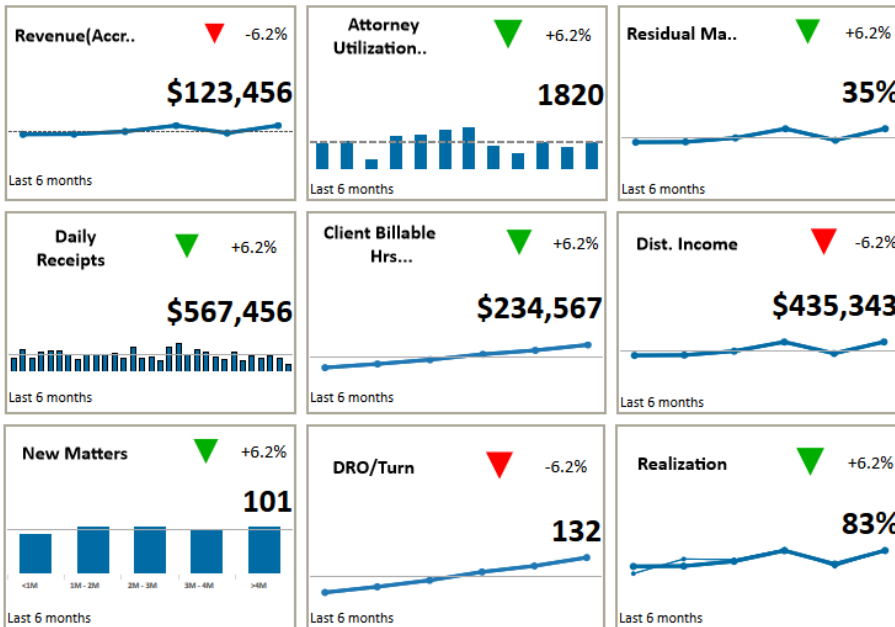 Revenue(Accr..
-6.2%
$123,456
Last 6 months
Attorney
Utilization..
+6.2%
1820
Last 6 months
Residual Ma..
+6.2%
35%
Last 6 months
Daily
Receipts
+6.2%
$567,456
Last 6 months
Client Billable
Hrs...
+6.2%
$234,567
Last 6 months
Dist. Income
-6.2%
$435,343
Last 6 months
New Matters
+6.2%
101
<1M 1M - 2M 2M - 3M 3M - 4M >4M
Last 6 months
DRO/Turn
-6.2%
132
Last 6 months
Realization
+6.2%
83%
Last 6 months